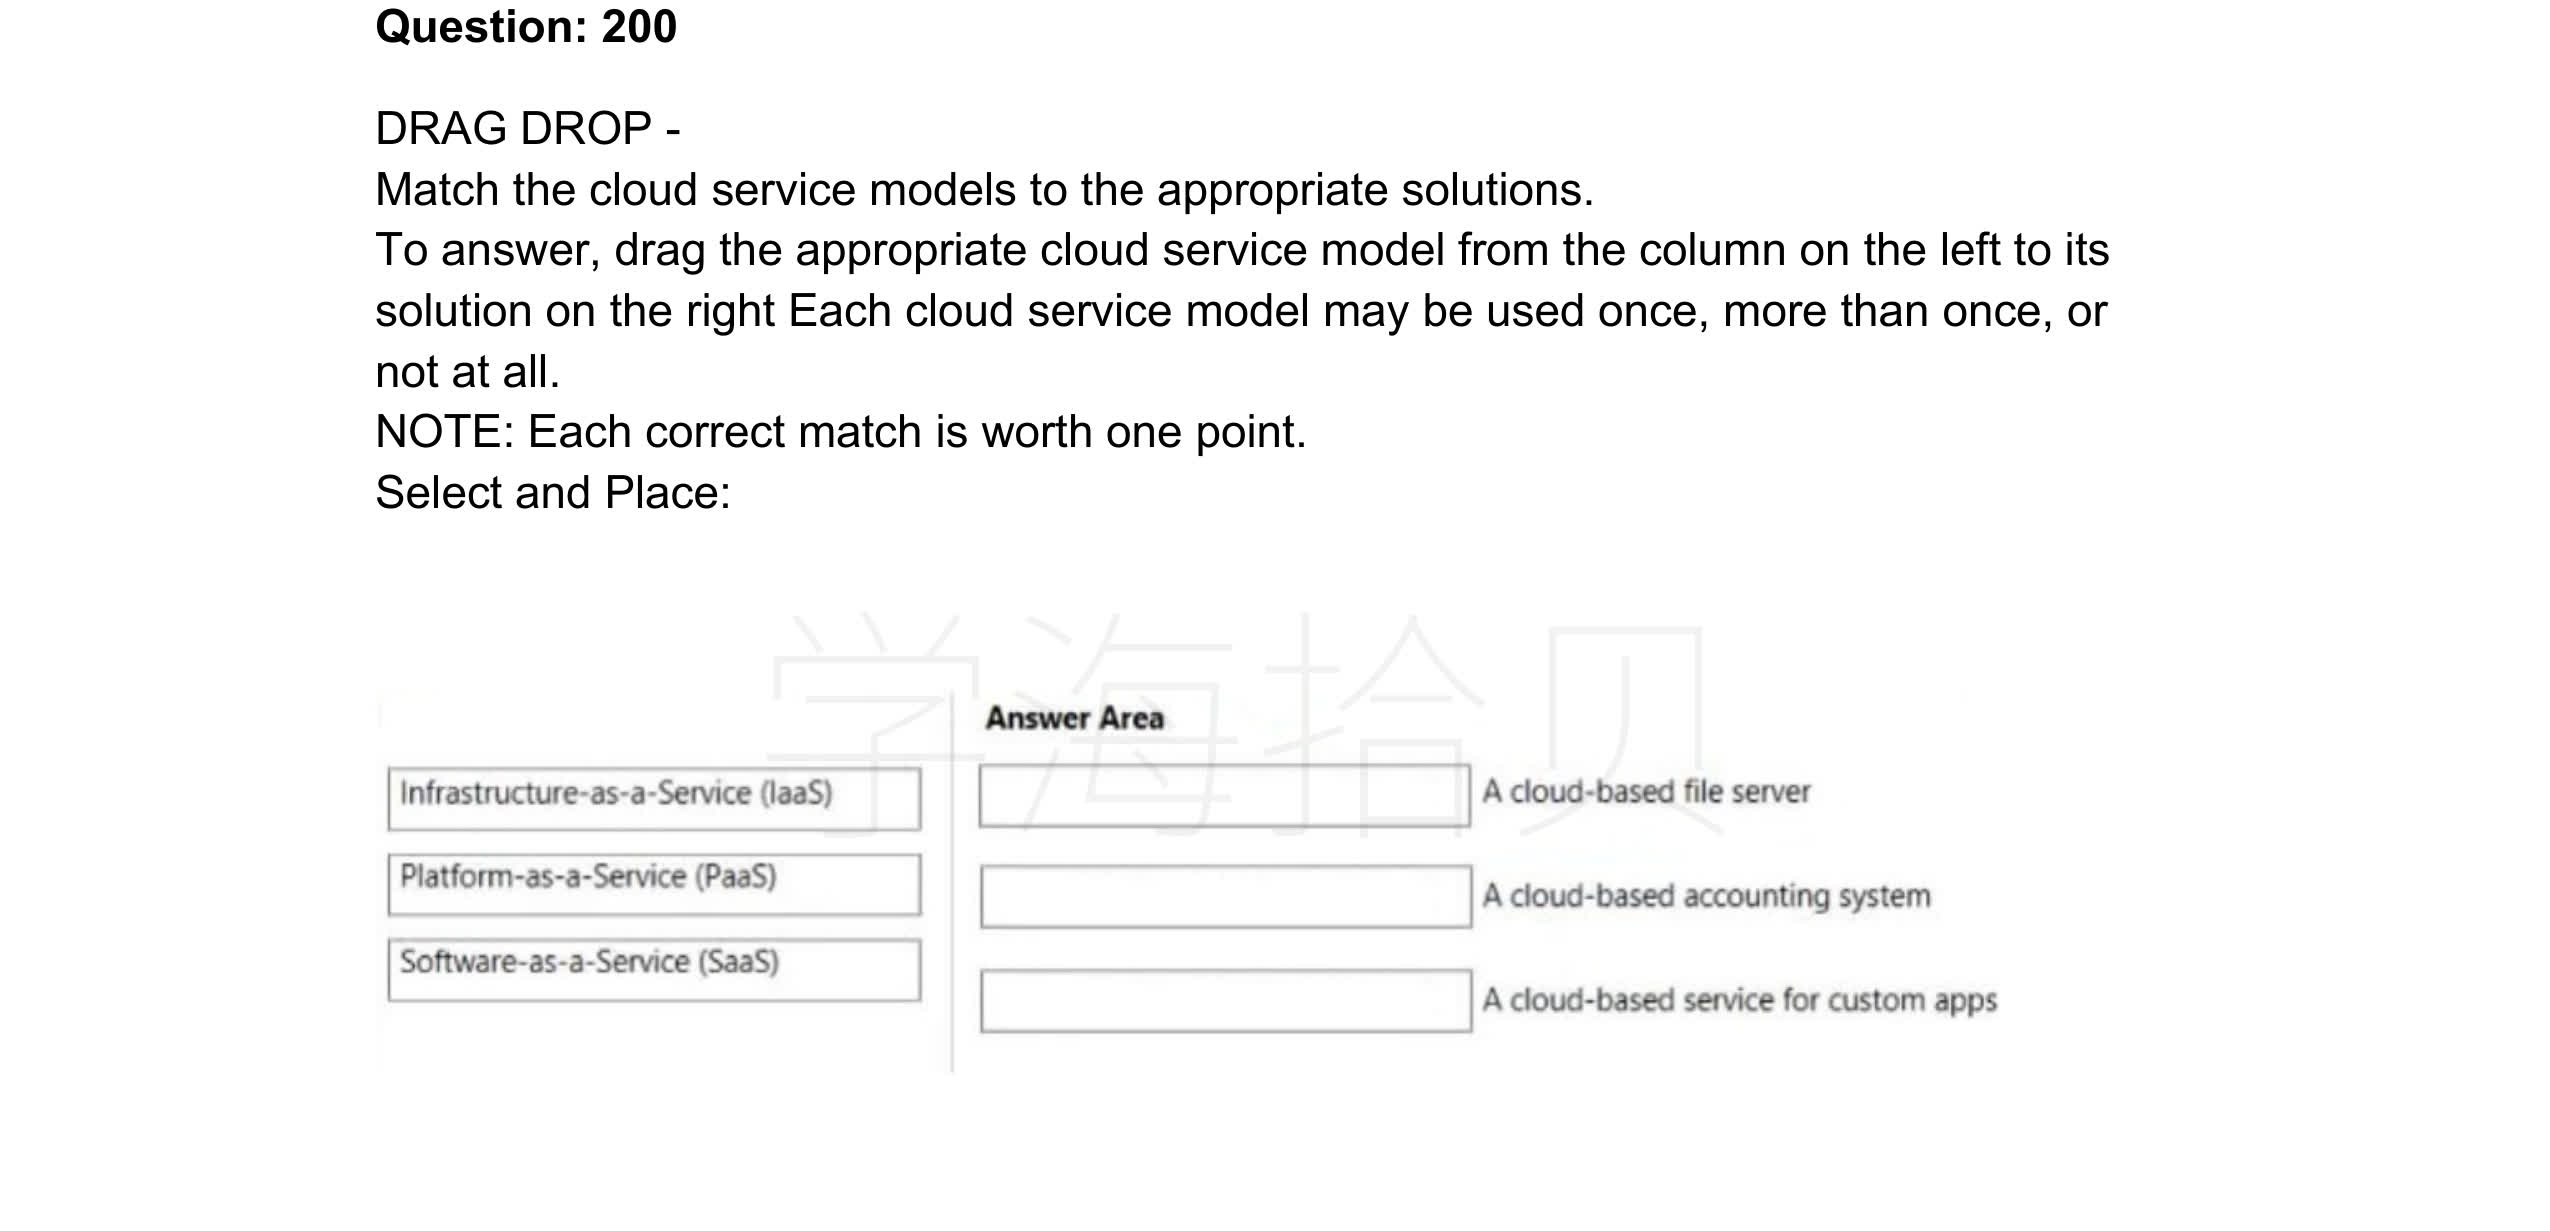 Question: 200
DRAG DROP -
Match the cloud service models to the appropriate solutions.
To answer, drag the appropriate cloud service model from the column on the left to its
solution on the right Each cloud service model may be used once, more than once, or
not at all.
NOTE: Each correct match is worth one point.
Select and Place:
学海拾贝
Answer Area
Infrastructure-as-a-Service (IaaS)
A cloud-based file server
Platform-as-a-Service (PaaS)
A cloud-based accounting system
Software-as-a-Service (SaaS)
A cloud-based service for custom apps